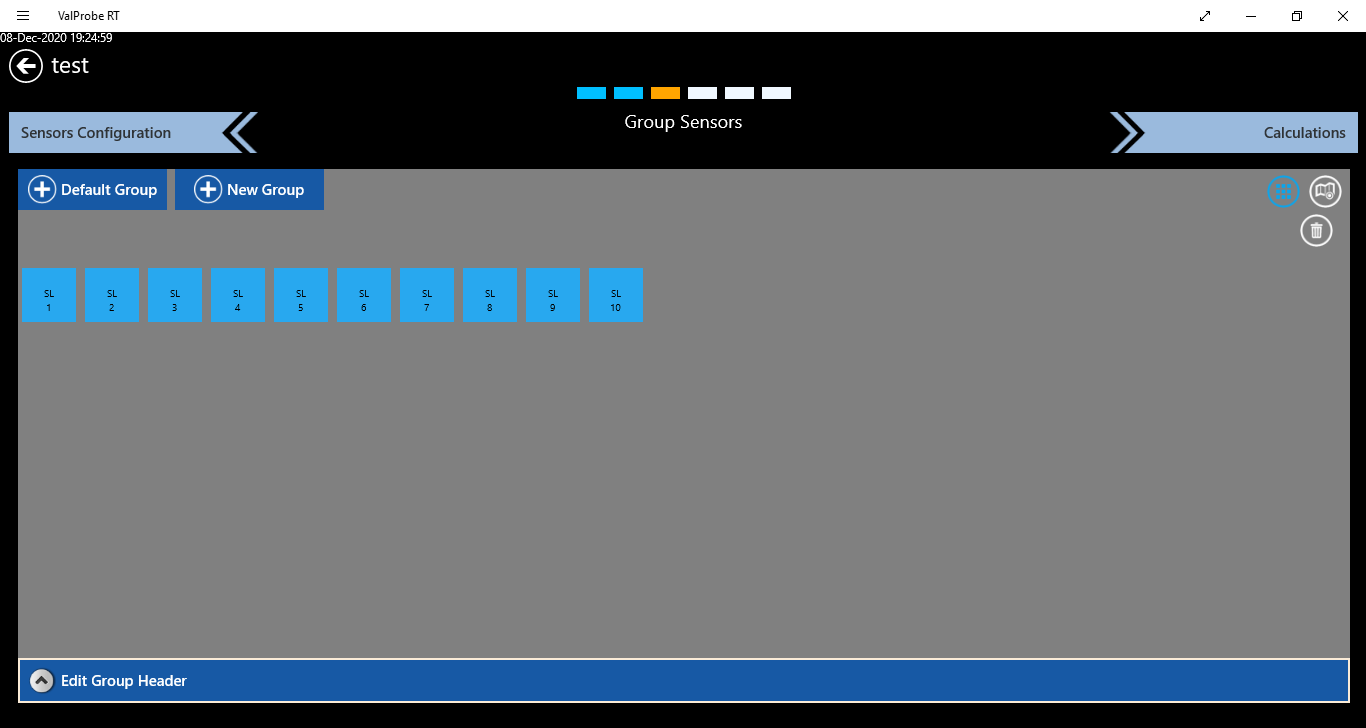 ValProbe RT
08-Dec-2020 19:24:59
test
Sensors Configuration
Group Sensors
Calculations
Default Group
New Group
SL
1
SL
2
SL
3
SL
4
SL
5
SL
6
SL
7
SL
8
SL
9
SL
10
Edit Group Header